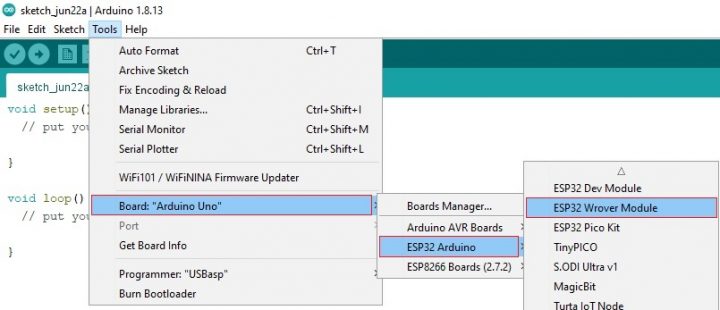 sketch_jun22a | Arduino 1.8.13
File Edit Sketch Tools Help
Auto Format Ctrl+T
Archive Sketch
Fix Encoding & Reload
Manage Libraries... Ctrl+Shift+I
Serial Monitor Ctrl+Shift+M
Serial Plotter Ctrl+Shift+L
WiFi101 / WiFiNINA Firmware Updater
Board: "Arduino Uno"
Port
Get Board Info
Programmer: "USBasp"
Burn Bootloader
sketch_jun22a
void setup()
// put you
}
void loop()
// put you
}
Boards Manager...
Arduino AVR Boards
ESP32 Arduino
ESP8266 Boards (2.7.2)
ESP32 Dev Module
ESP32 Wrover Module
ESP32 Pico Kit
TinyPICO
S.ODI Ultra v1
MagicBit
Turta IoT Node